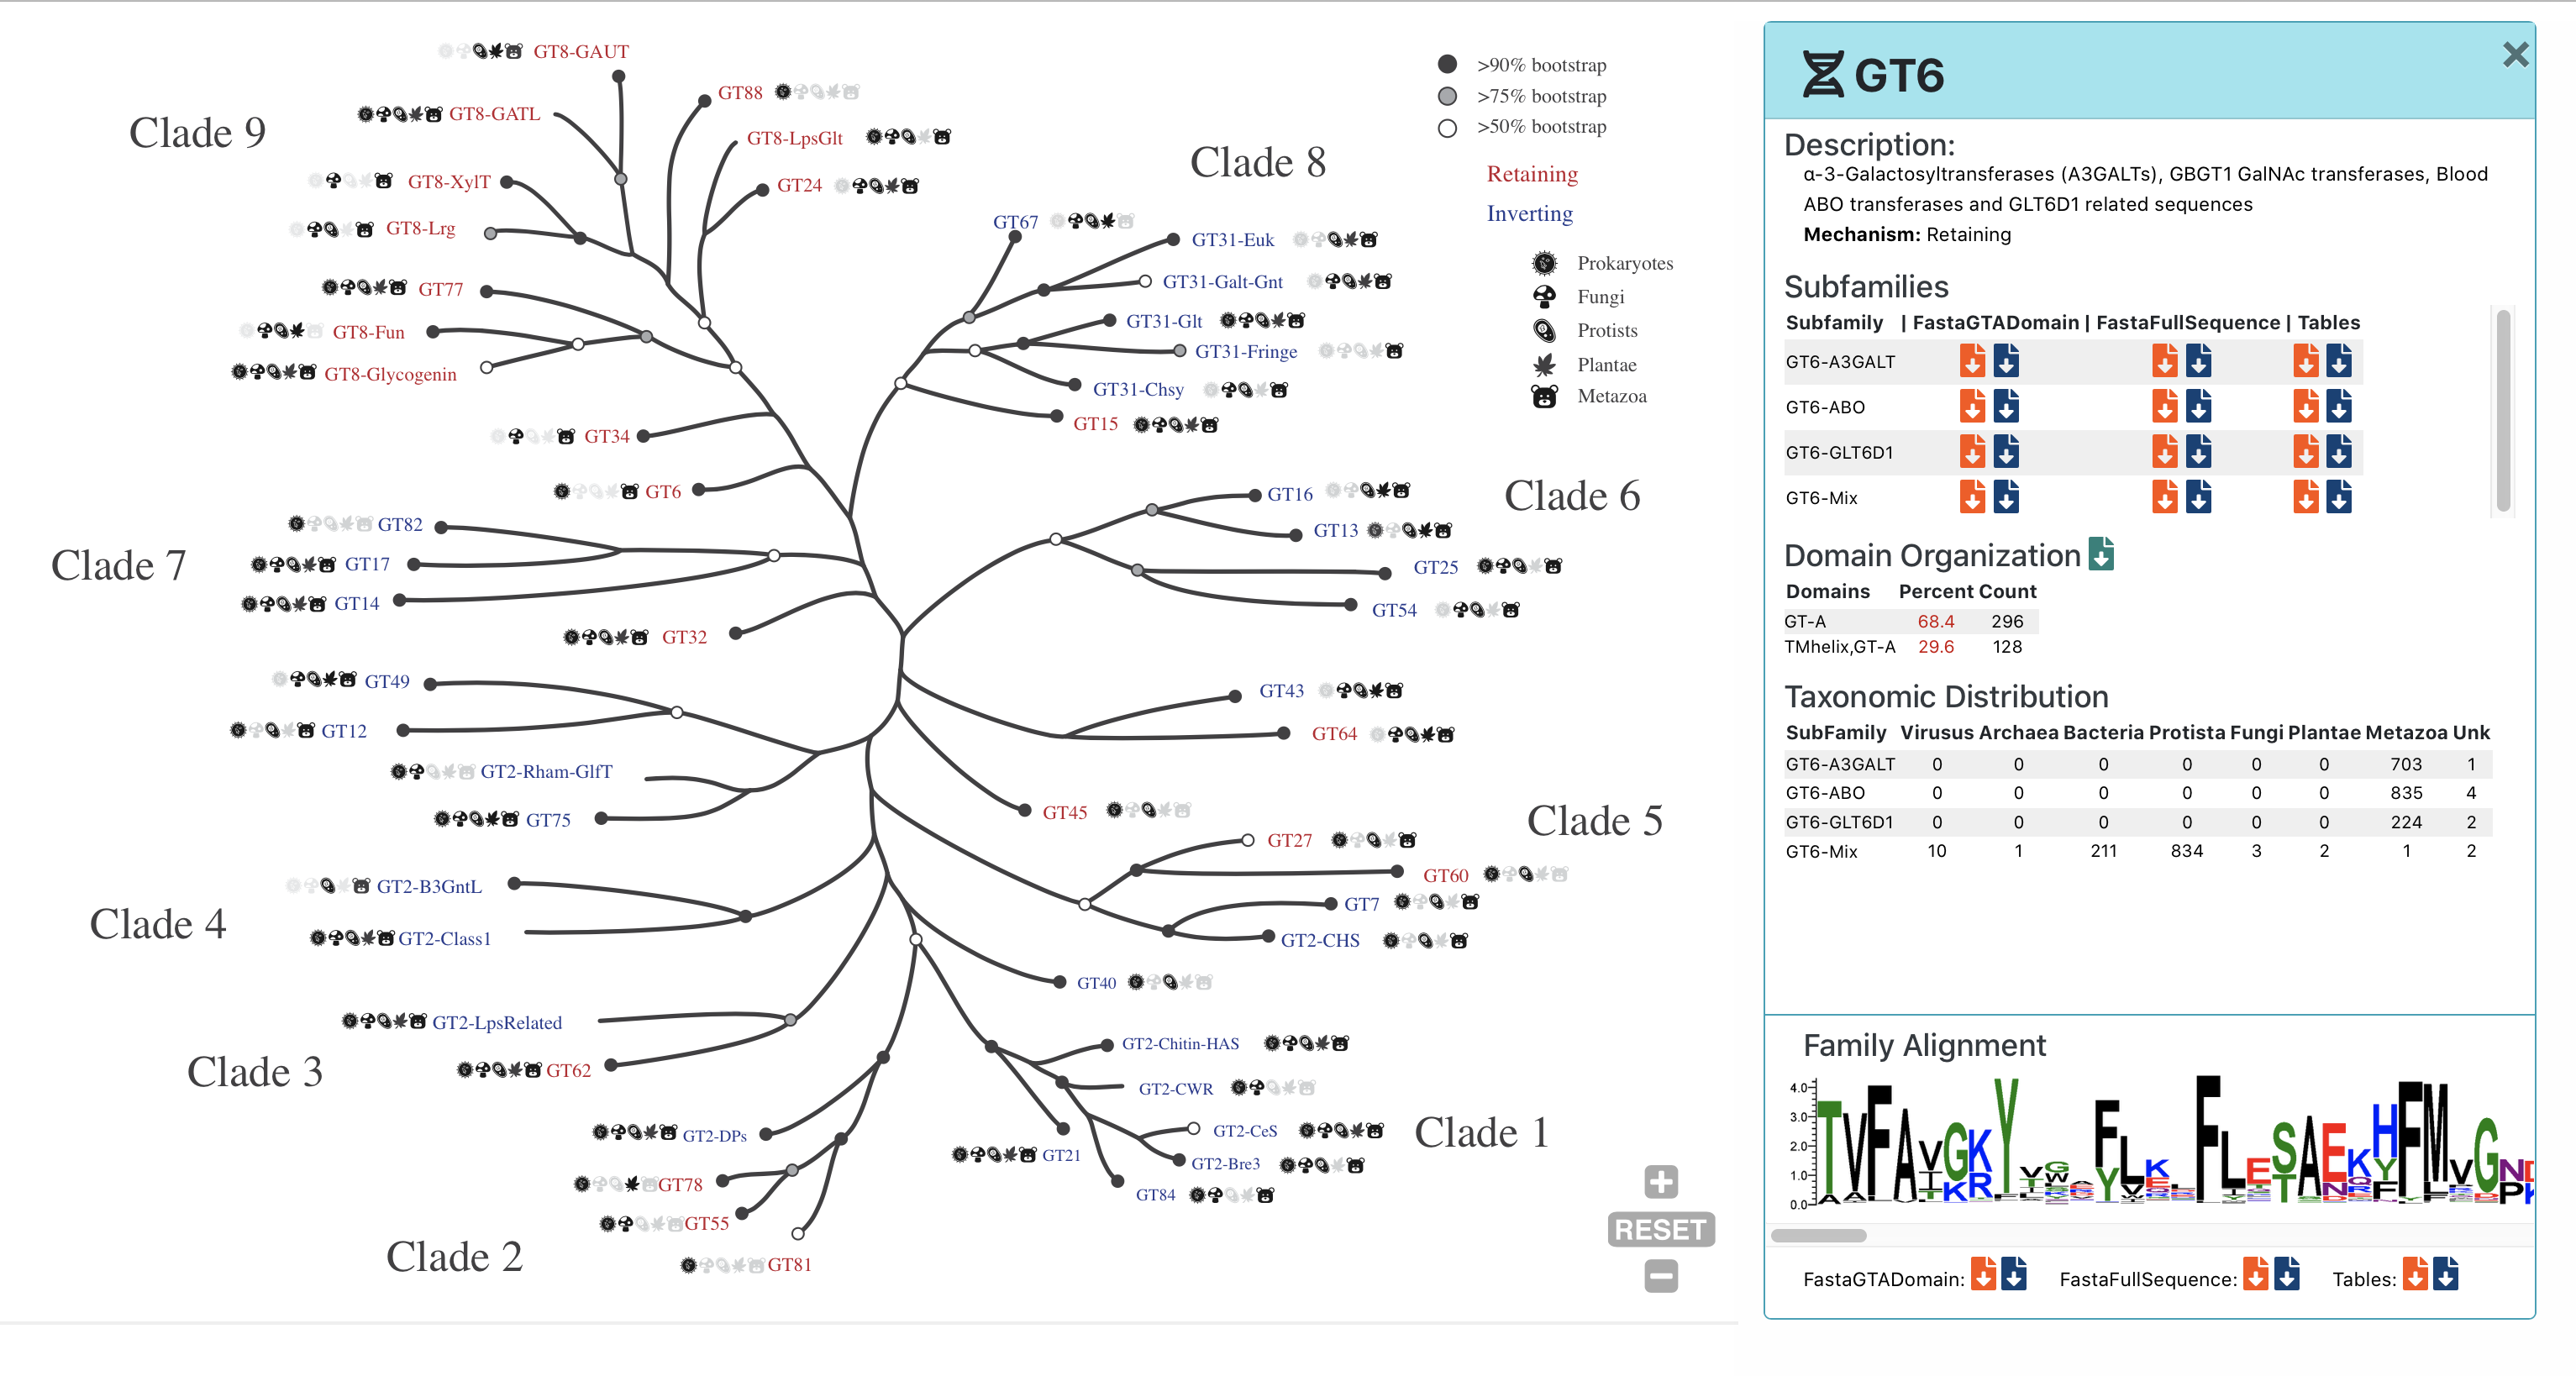 GT8-GAUT
GT8-GATL
Clade 9
GT8-XylT
GT8-Lrg
GT77
GT8-Fun
GT8-Glycogenin
GT34
GT6
GT88
GT8-LpsGlt
GT24
Clade 8
GT67
GT31-Euk
GT31-Galt-Gnt
GT31-Glt
GT31-Fringe
GT31-Chsy
GT15
>90% bootstrap
>75% bootstrap
>50% bootstrap
Retaining
Inverting
Prokaryotes
Fungi
Protists
Plantae
Metazoa
GT16
Clade 6
GT13
GT25
GT54
GT82
Clade 7
GT17
GT14
GT32
GT49
GT12
GT2-Rham-GlfT
GT75
GT43
GT64
GT45
Clade 5
GT27
GT60
GT7
GT2-CHS
GT40
GT2-B3GntL
Clade 4
GT2-Class1
GT2-LpsRelated
Clade 3
GT62
GT2-DPs
GT78
GT55
Clade 2
GT81
GT2-Chitin-HAS
GT2-CWR
GT2-CeS
Clade 1
GT21
GT2-Bre3
GT84
+
RESET
−
GT6
Description:
α-3-Galactosyltransferases (A3GALTs), GBGT1 GalNAc transferases, Blood
ABO transferases and GLT6D1 related sequences
Mechanism: Retaining
Subfamilies
Subfamily | FastaGTADomain | FastaFullSequence | Tables
GT6-A3GALT
GT6-ABO
GT6-GLT6D1
GT6-Mix
Domain Organization
Domains Percent Count
GT-A 68.4 296
TMhelix,GT-A 29.6 128
Taxonomic Distribution
SubFamily Virusus Archaea Bacteria Protista Fungi Plantae Metazoa Unk
GT6-A3GALT 0 0 0 0 0 0 703 1
GT6-ABO 0 0 0 0 0 0 835 4
GT6-GLT6D1 0 0 0 0 0 0 224 2
GT6-Mix 10 1 211 834 3 2 1 2
Family Alignment
4.0
3.0
2.0
1.0
0.0
FastaGTADomain: FastaFullSequence: Tables: